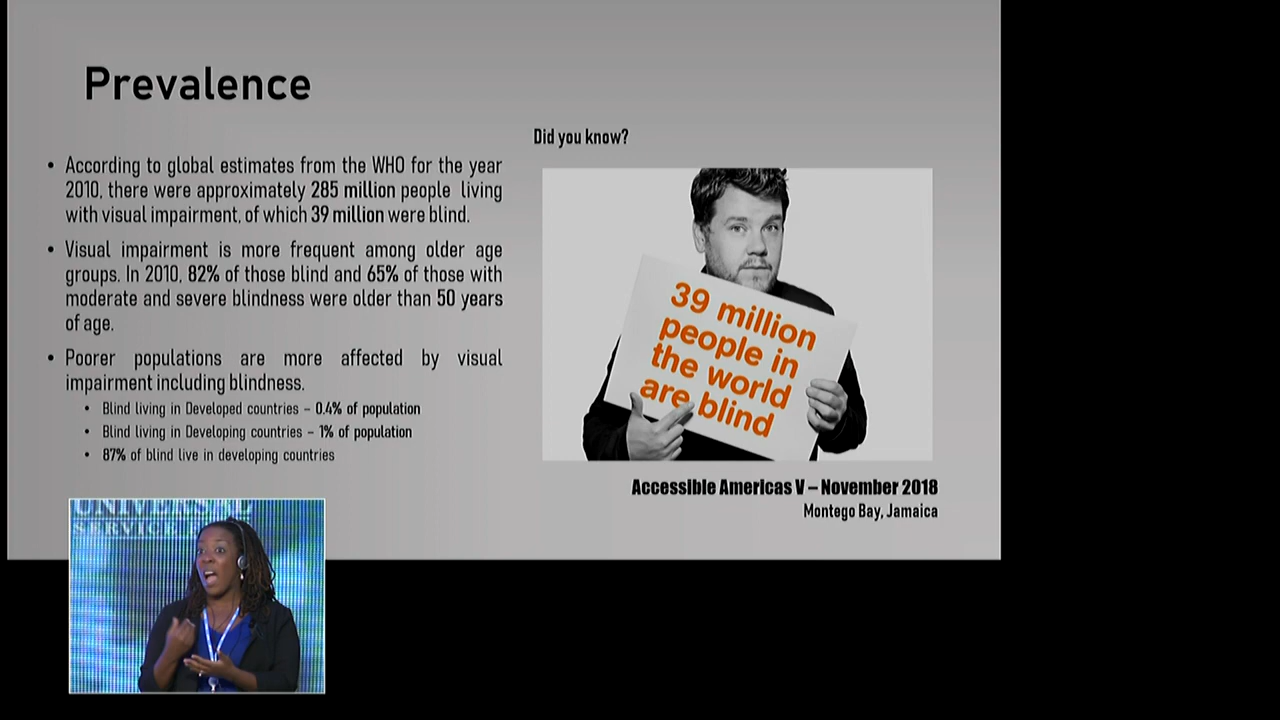 Prevalence
• According to global estimates from the WHO for the year
2010, there were approximately 285 million people living
with visual impairment, of which 39 million were blind.
• Visual impairment is more frequent among older age
groups. In 2010, 82% of those blind and 65% of those with
moderate and severe blindness were older than 50 years
of age.
• Poorer populations are more affected by visual
impairment including blindness.
• Blind living in Developed countries – 0.4% of population
• Blind living in Developing countries – 1% of population
• 87% of blind live in developing countries
Did you know?
39 million
people in
the world
are blind
Accessible Americas V – November 2018
Montego Bay, Jamaica
UNIVERSAL
SERVICE